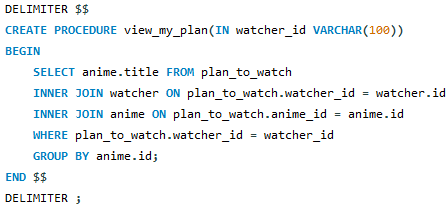 DELIMITER $$
CREATE PROCEDURE view_my_plan(IN watcher_id VARCHAR(100))
BEGIN
    SELECT anime.title FROM plan_to_watch
    INNER JOIN watcher ON plan_to_watch.watcher_id = watcher.id
    INNER JOIN anime ON plan_to_watch.anime_id = anime.id
    WHERE plan_to_watch.watcher_id = watcher_id
    GROUP BY anime.id;
END $$
DELIMITER ;